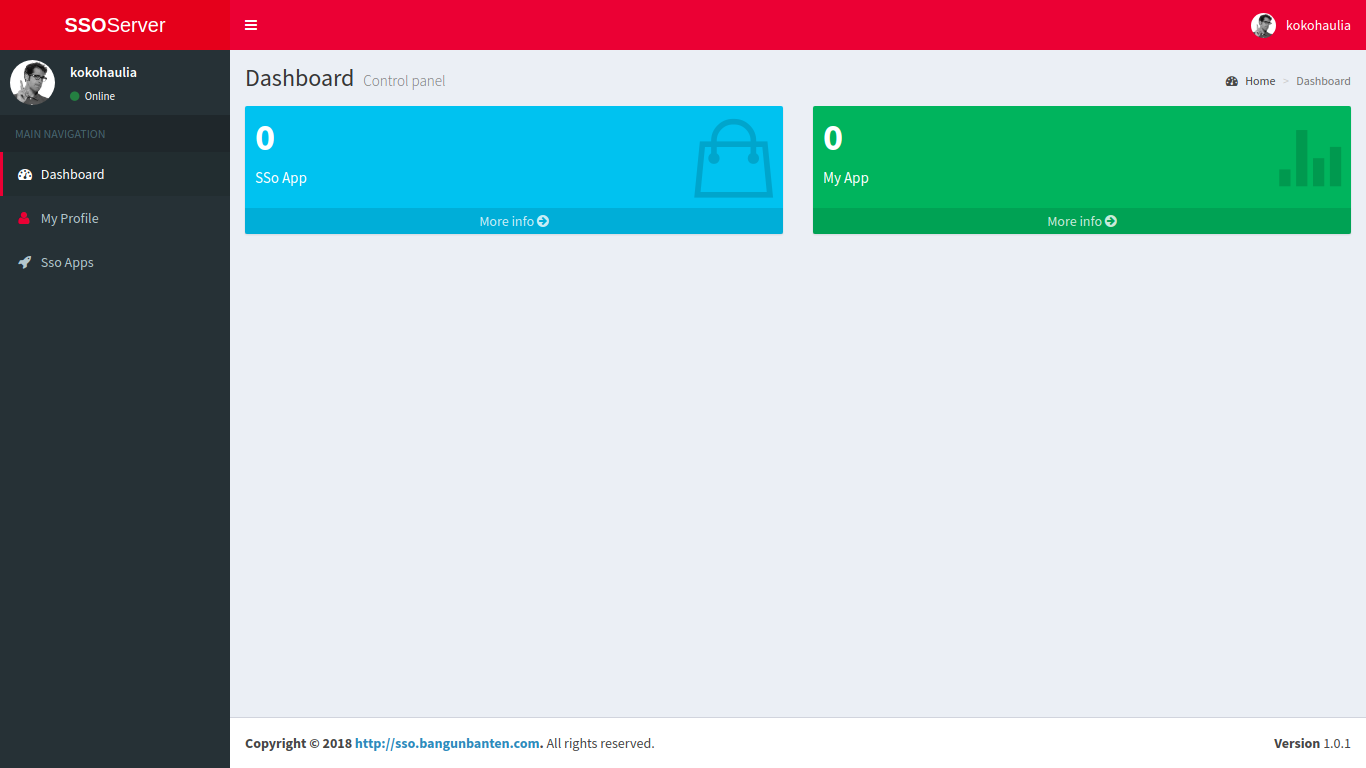 SSOServer
kokohaulia
kokohaulia
Online
MAIN NAVIGATION
Dashboard
My Profile
Sso Apps
Dashboard Control panel
Home > Dashboard
0
SSo App
More info
0
My App
More info
Copyright © 2018 http://sso.bangunbanten.com. All rights reserved.
Version 1.0.1